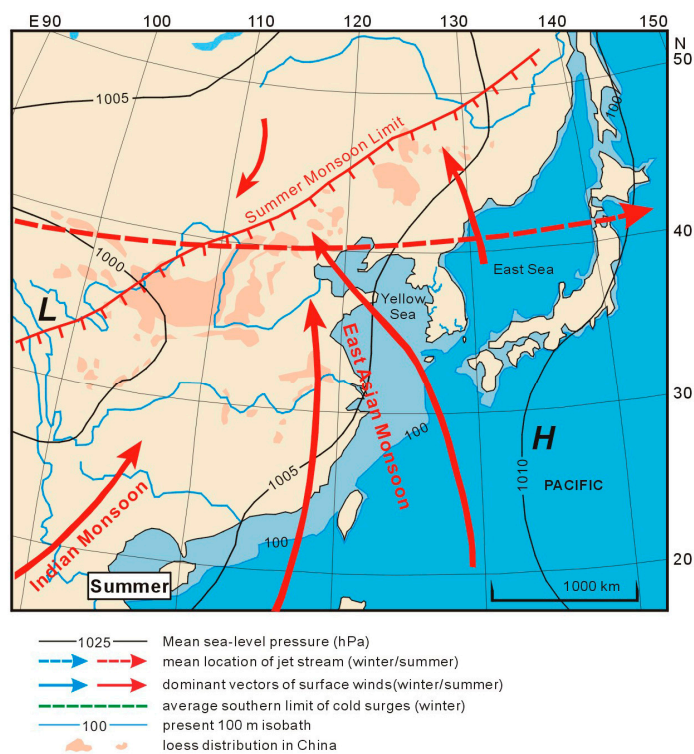 E 90 100 110 120 130 140 150
N
50
1005
100
Summer Monsoon Limit
40
1000
East Sea
L
Yellow
Sea
East Asian Monsoon
30
H
100
1010
1005
PACIFIC
Indian Monsoon
100
20
Summer
1000 km
1025 Mean sea-level pressure (hPa)
mean location of jet stream (winter/summer)
dominant vectors of surface winds(winter/summer)
average southern limit of cold surges (winter)
100 present 100 m isobath
loess distribution in China